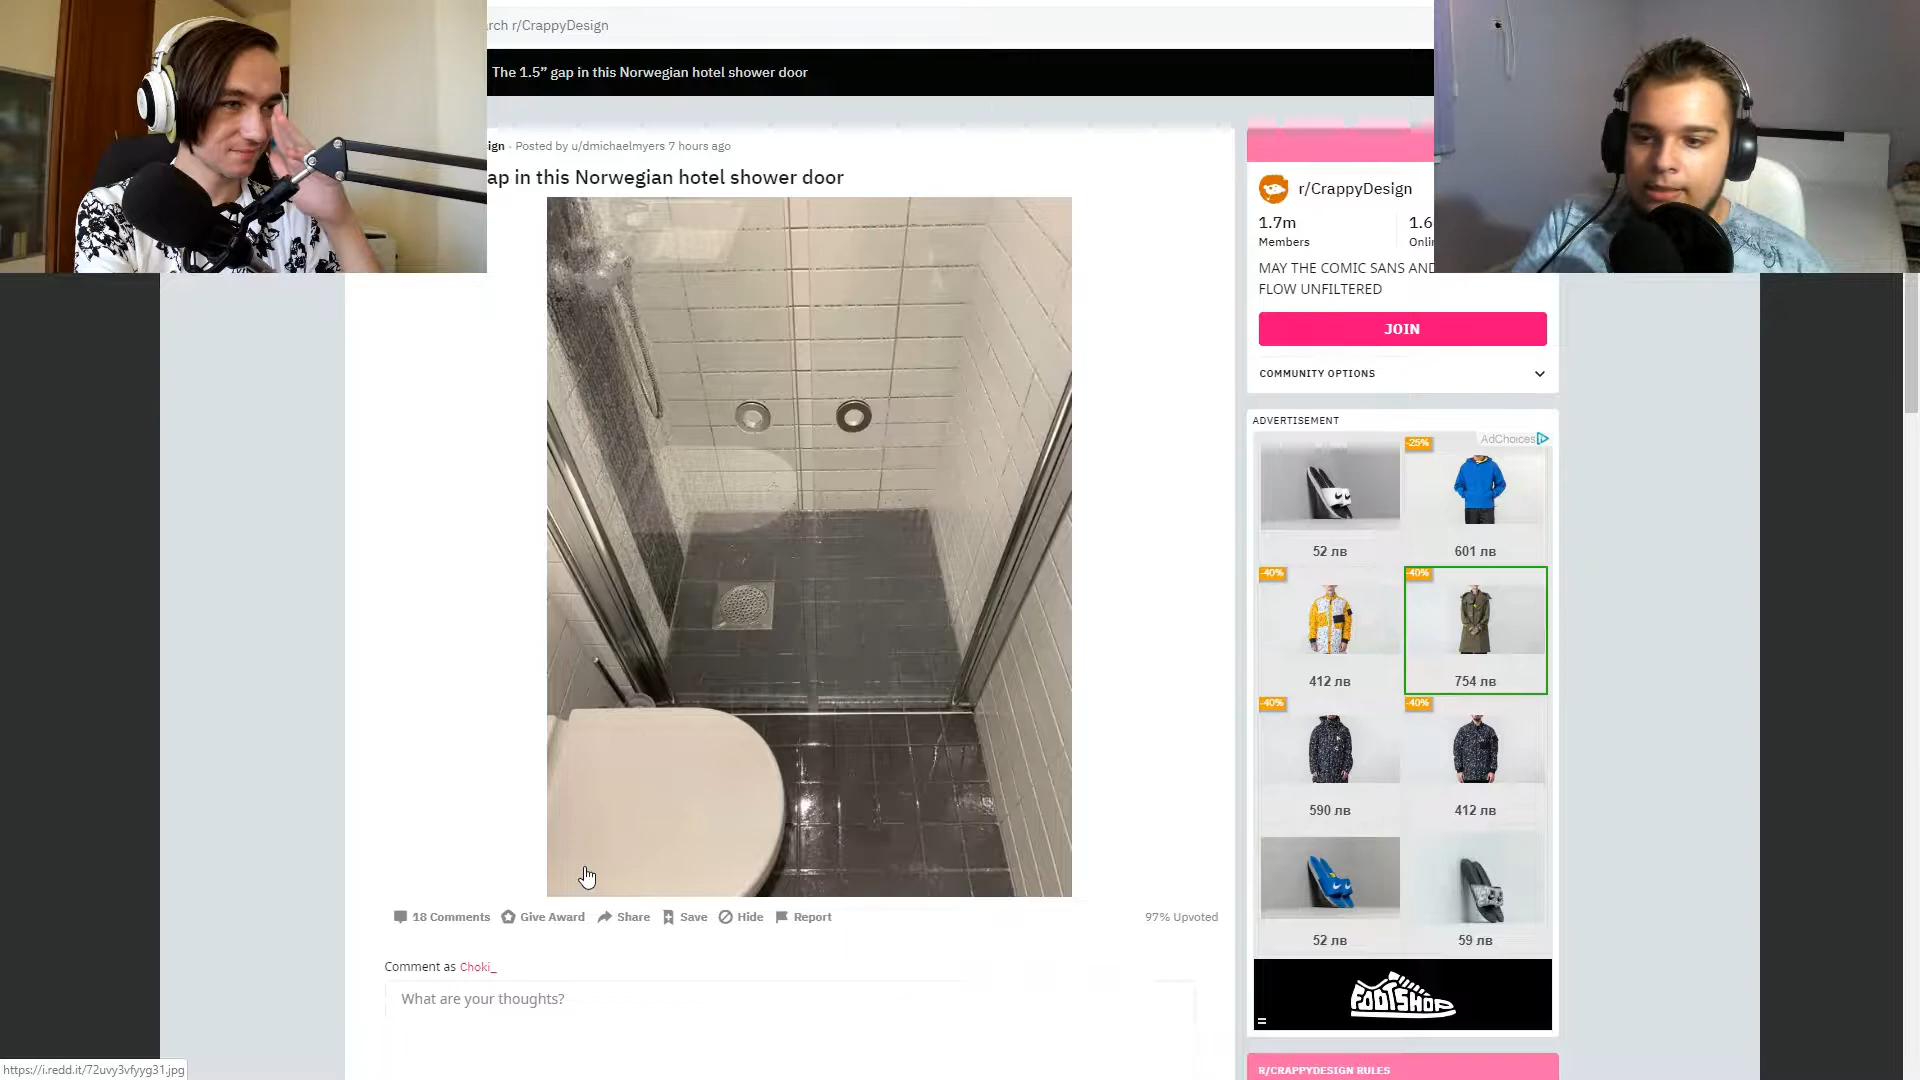 rch r/CrappyDesign
The 1.5” gap in this Norwegian hotel shower door
ign · Posted by u/dmichaelmyers 7 hours ago
ap in this Norwegian hotel shower door
r/CrappyDesign
1.7m
1.6
Members
Onlin
MAY THE COMIC SANS AND
FLOW UNFILTERED
JOIN
COMMUNITY OPTIONS
ADVERTISEMENT
AdChoices
-25%
52 лв
601 лв
-40%
-40%
412 лв
754 лв
-40%
-40%
590 лв
412 лв
52 лв
59 лв
FOOTSHOP
18 Comments Give Award Share Save Hide Report
97% Upvoted
Comment as Choki_
What are your thoughts?
R/CRAPPYDESIGN RULES
https://i.redd.it/72uvy3vfyyg31.jpg